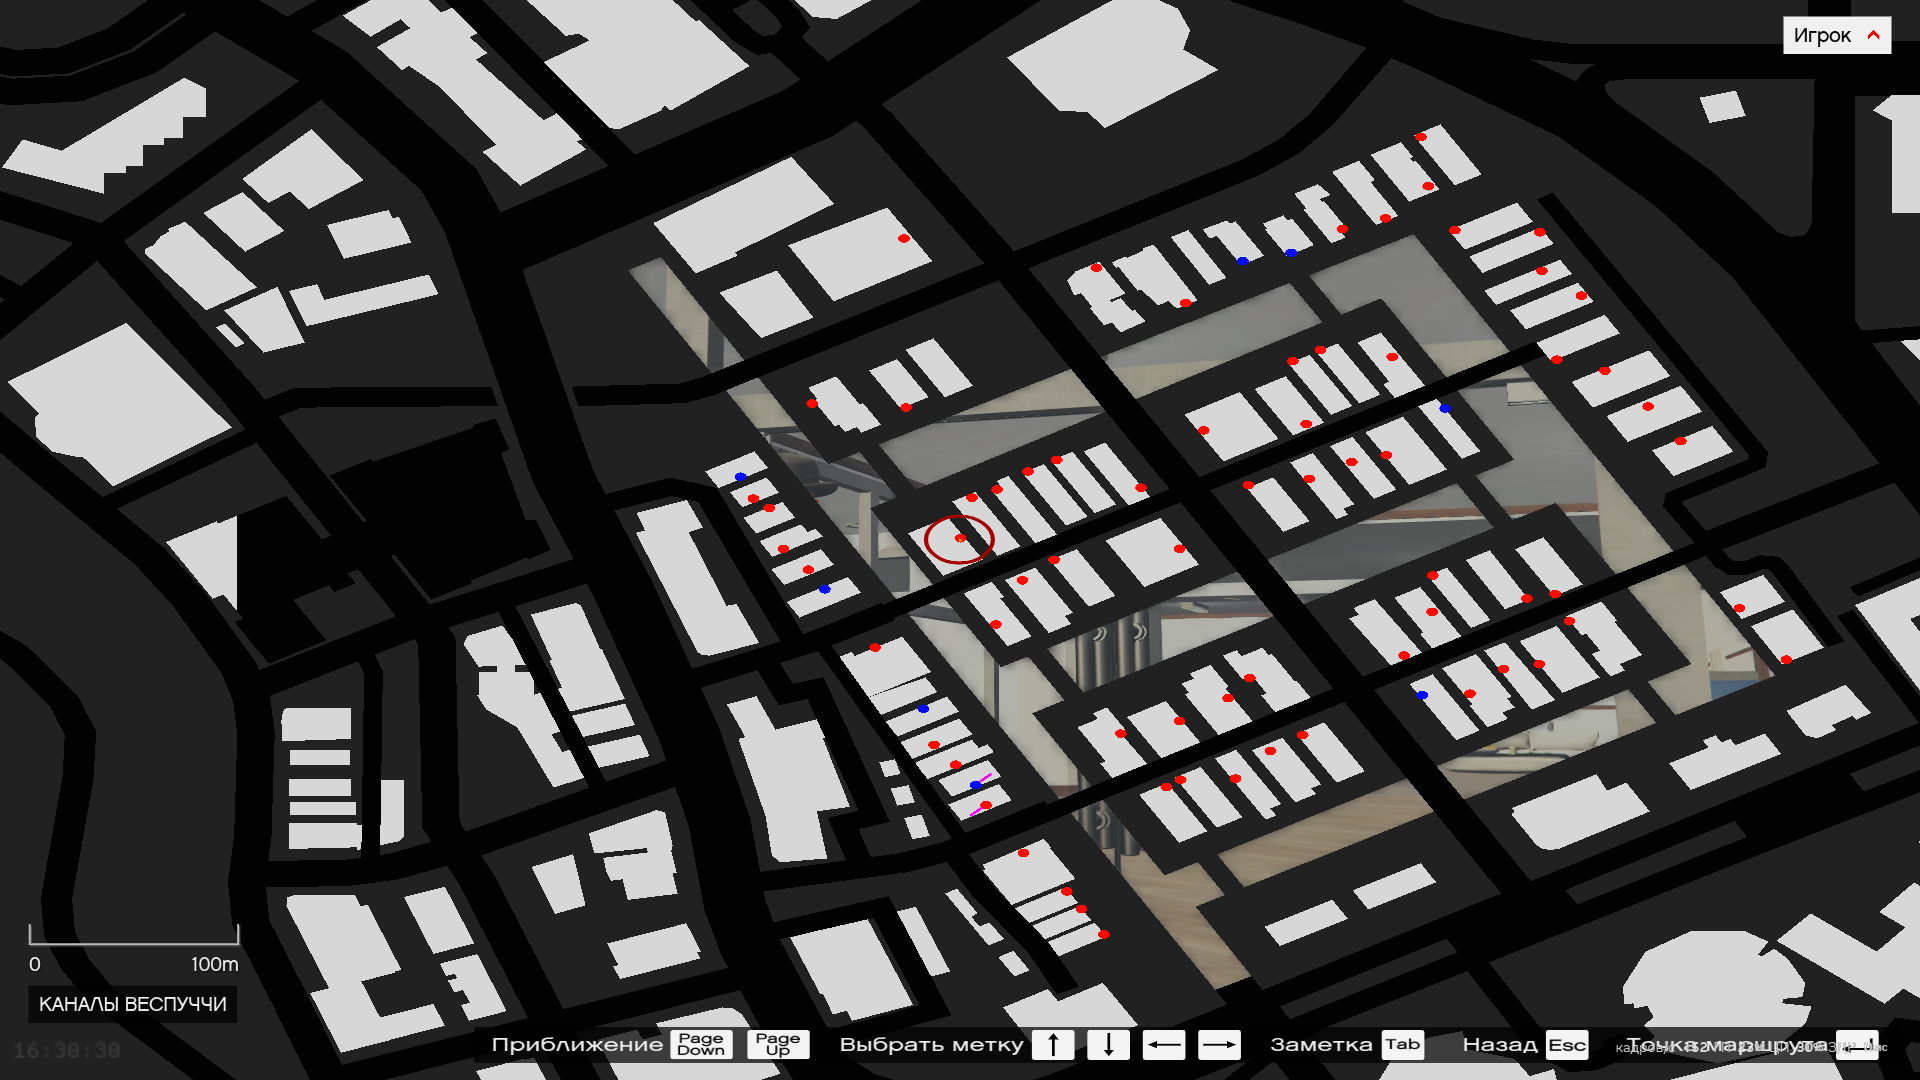 Игрок
0 100m
КАНАЛЫ ВЕСПУЧЧИ
16:30:30
Приближение Page Down Page Up Выбрать метку ↑ ↓ ← → Заметка Tab Назад Esc Точка маршрута